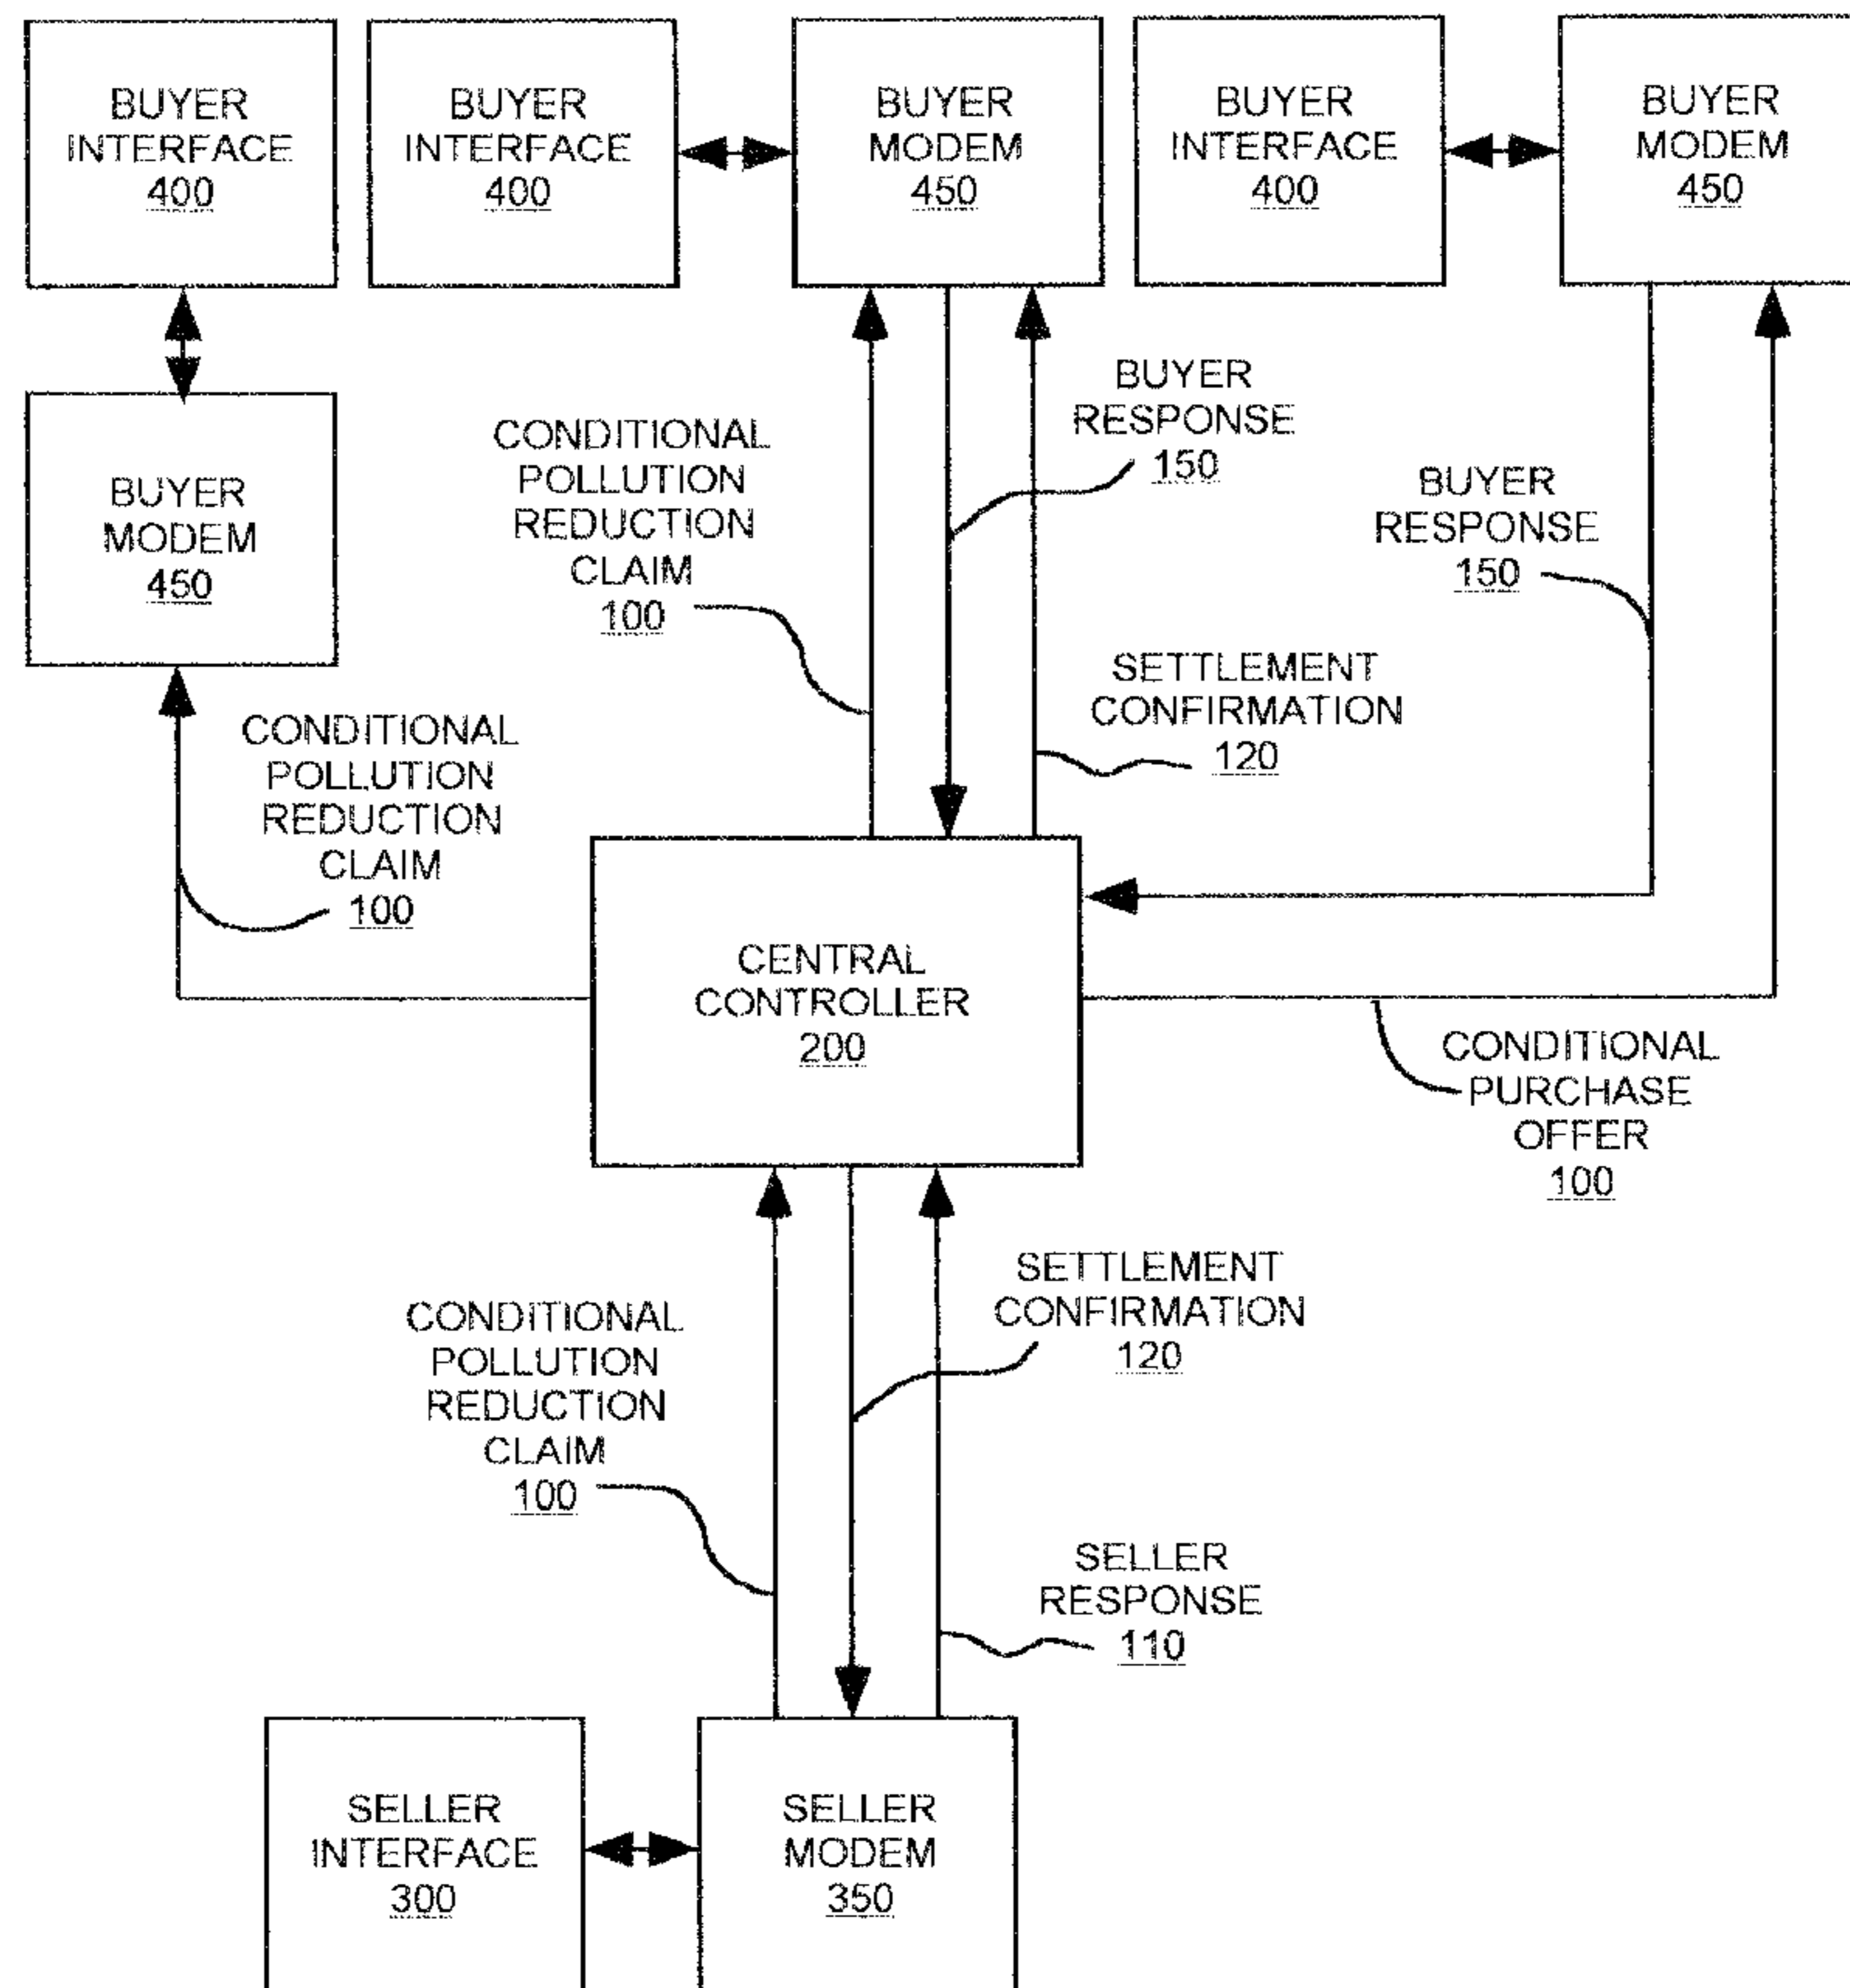 BUYER
INTERFACE
400
BUYER
INTERFACE
400
BUYER
MODEM
450
BUYER
INTERFACE
400
BUYER
MODEM
450
BUYER
MODEM
450
CONDITIONAL
POLLUTION
REDUCTION
CLAIM
100
BUYER
RESPONSE
150
BUYER
RESPONSE
150
SETTLEMENT
CONFIRMATION
120
CONDITIONAL
POLLUTION
REDUCTION
CLAIM
100
CENTRAL
CONTROLLER
200
CONDITIONAL
PURCHASE
OFFER
100
CONDITIONAL
POLLUTION
REDUCTION
CLAIM
100
SETTLEMENT
CONFIRMATION
120
SELLER
RESPONSE
110
SELLER
INTERFACE
300
SELLER
MODEM
350